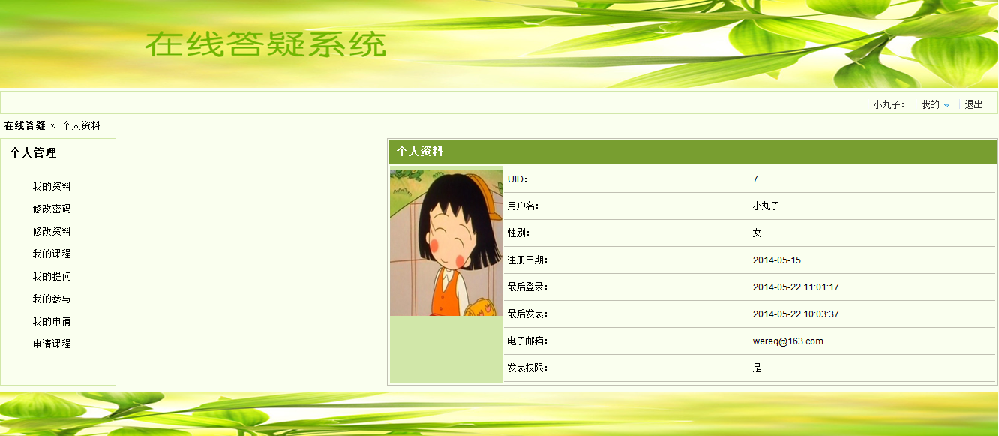 在线答疑系统
小丸子： 我的 退出
在线答疑 » 个人资料
个人管理
我的资料
修改密码
修改资料
我的课程
我的提问
我的参与
我的申请
申请课程
个人资料
UID： 7
用户名： 小丸子
性别： 女
注册日期： 2014-05-15
最后登录： 2014-05-22 11:01:17
最后发表： 2014-05-22 10:03:37
电子邮箱： wereq@163.com
发表权限： 是